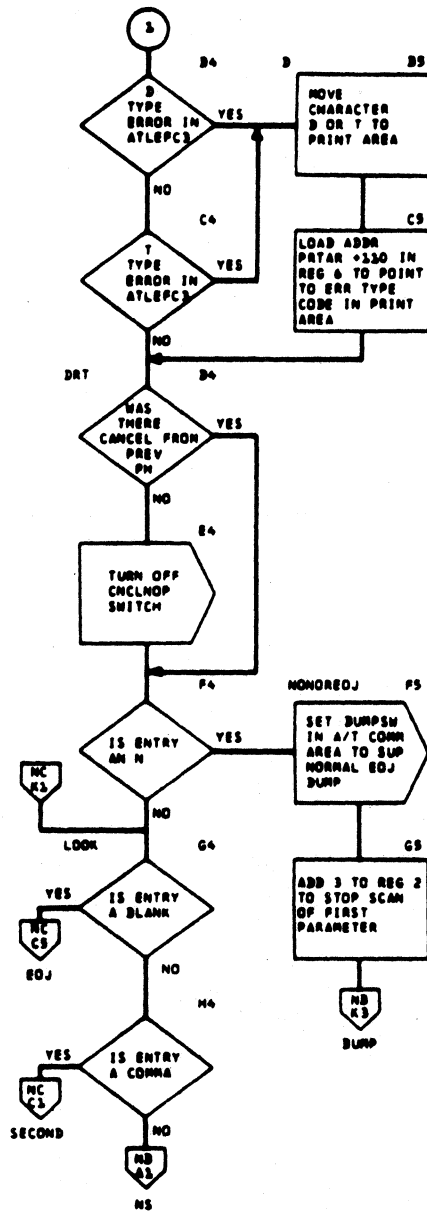 1
B4
D
B5
D
TYPE
ERROR IN
ATLEFC3
YES
MOVE
CHARACTER
D OR T TO
PRINT AREA
NO
C4
C5
T
TYPE
ERROR IN
ATLEFC3
YES
LOAD ADDR
PRTAR +110 IN
REG 6 TO POINT
TO ERR TYPE
CODE IN PRINT
AREA
NO
DRT
D4
WAS
THERE
CANCEL FROM
PREV
PH
YES
NO
E4
TURN OFF
CNCLNOP
SWITCH
F4
NONOREOJ
F5
IS ENTRY
AN N
YES
SET DUMPSW
IN A/T COMM
AREA TO SUP
NORMAL EOJ
DUMP
NC
K1
NO
LOOK
G4
G5
YES
IS ENTRY
A BLANK
ADD 3 TO REG 2
TO STOP SCAN
OF FIRST
PARAMETER
NC
C5
EOJ
NO
NB
K3
DUMP
H4
YES
IS ENTRY
A COMMA
NC
C1
SECOND
NO
ND
A1
NS